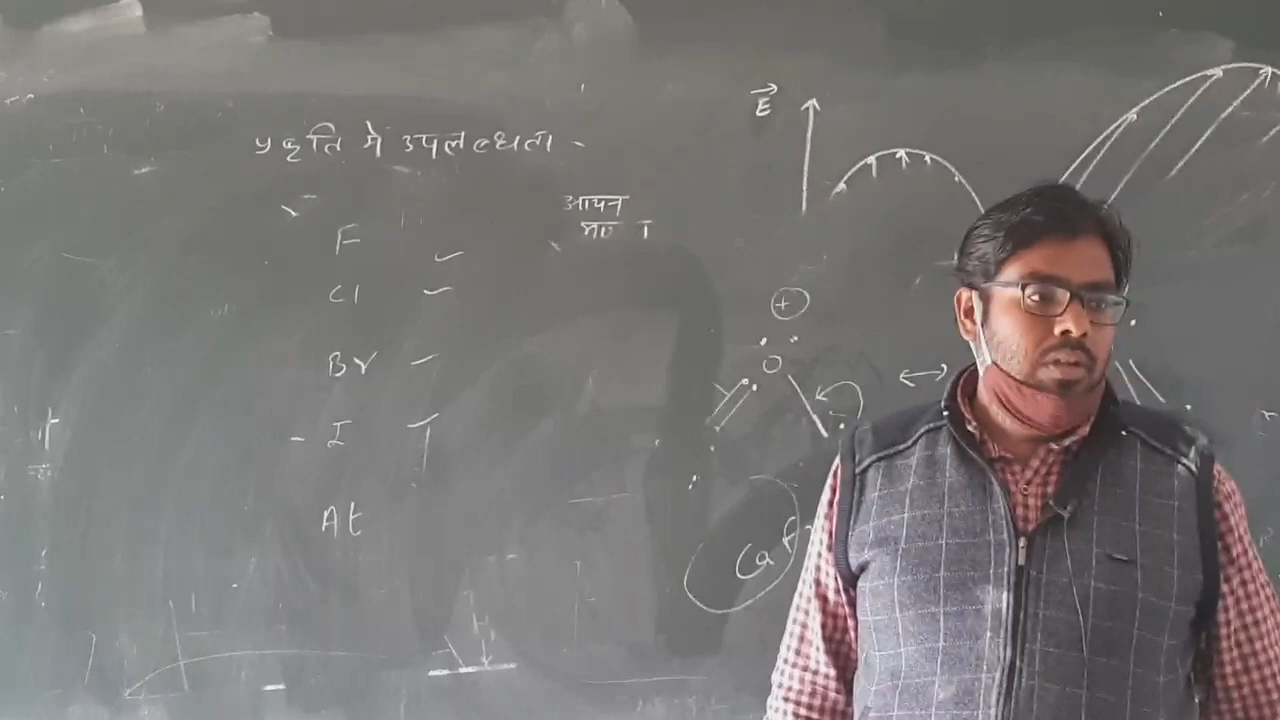 प्रकृति में उपलब्धता -
F
Cl
Br
- I
At
आयन
E
+
O
CaF